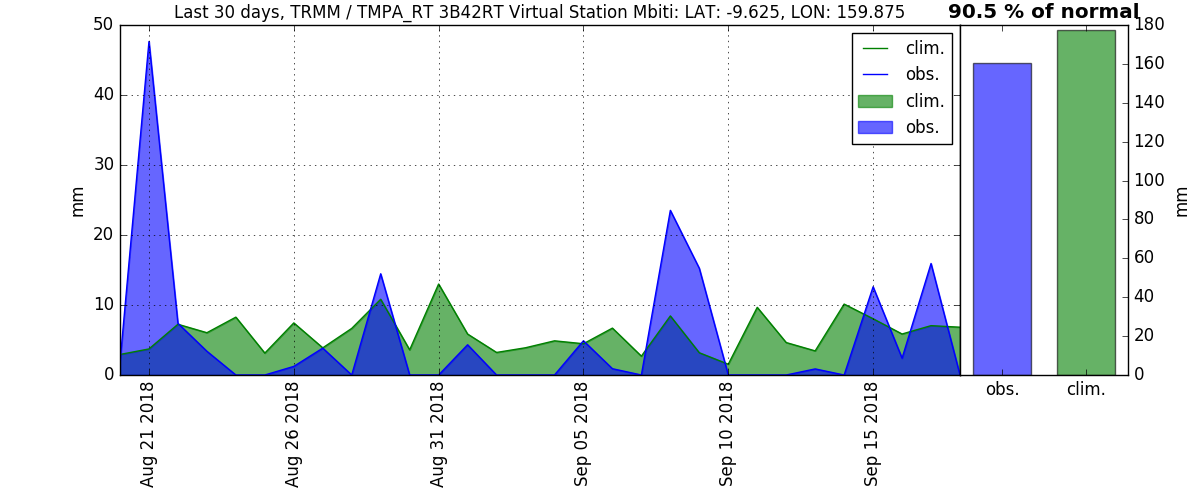 Last 30 days, TRMM / TMPA_RT 3B42RT Virtual Station Mbiti: LAT: -9.625, LON: 159.875
90.5 % of normal
50
40
30
20
10
0
mm
clim.
obs.
clim.
obs.
Aug 21 2018
Aug 26 2018
Aug 31 2018
Sep 05 2018
Sep 10 2018
Sep 15 2018
180
160
140
120
100
80
60
40
20
0
mm
obs.
clim.